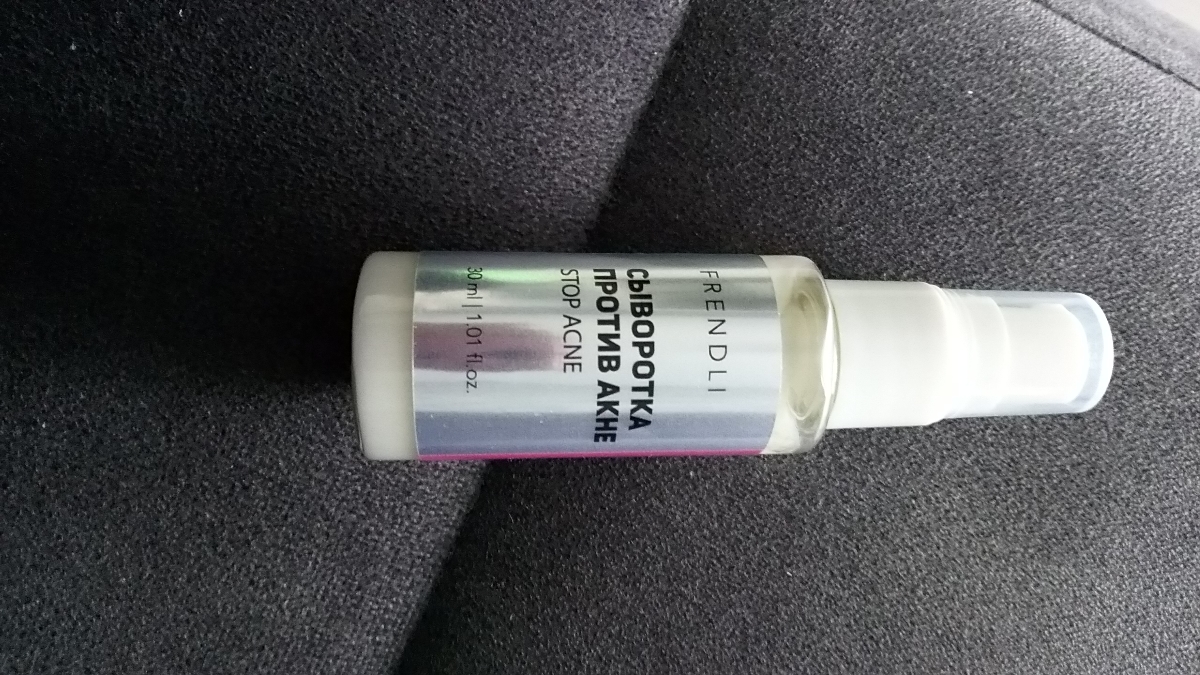 FRENDLI
СЫВОРОТКА
ПРОТИВ АКНЕ
STOP ACNE
30 ml | 1.01 fl.oz.